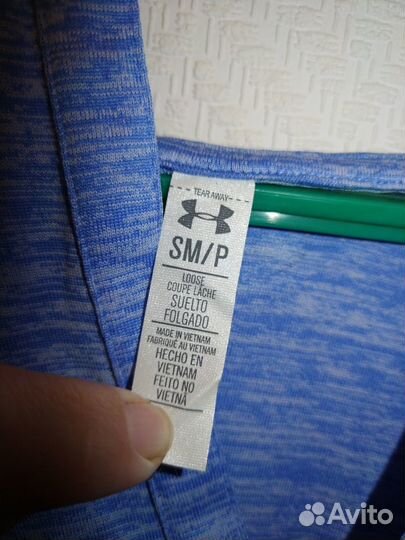 TEAR AWAY
SM/P
LOOSE
COUPE LÂCHE
SUELTO
FOLGADO
MADE IN VIETNAM
FABRIQUÉ AU VIETNAM
HECHO EN
VIETNAM
FEITO NO
VIETNÃ
Avito